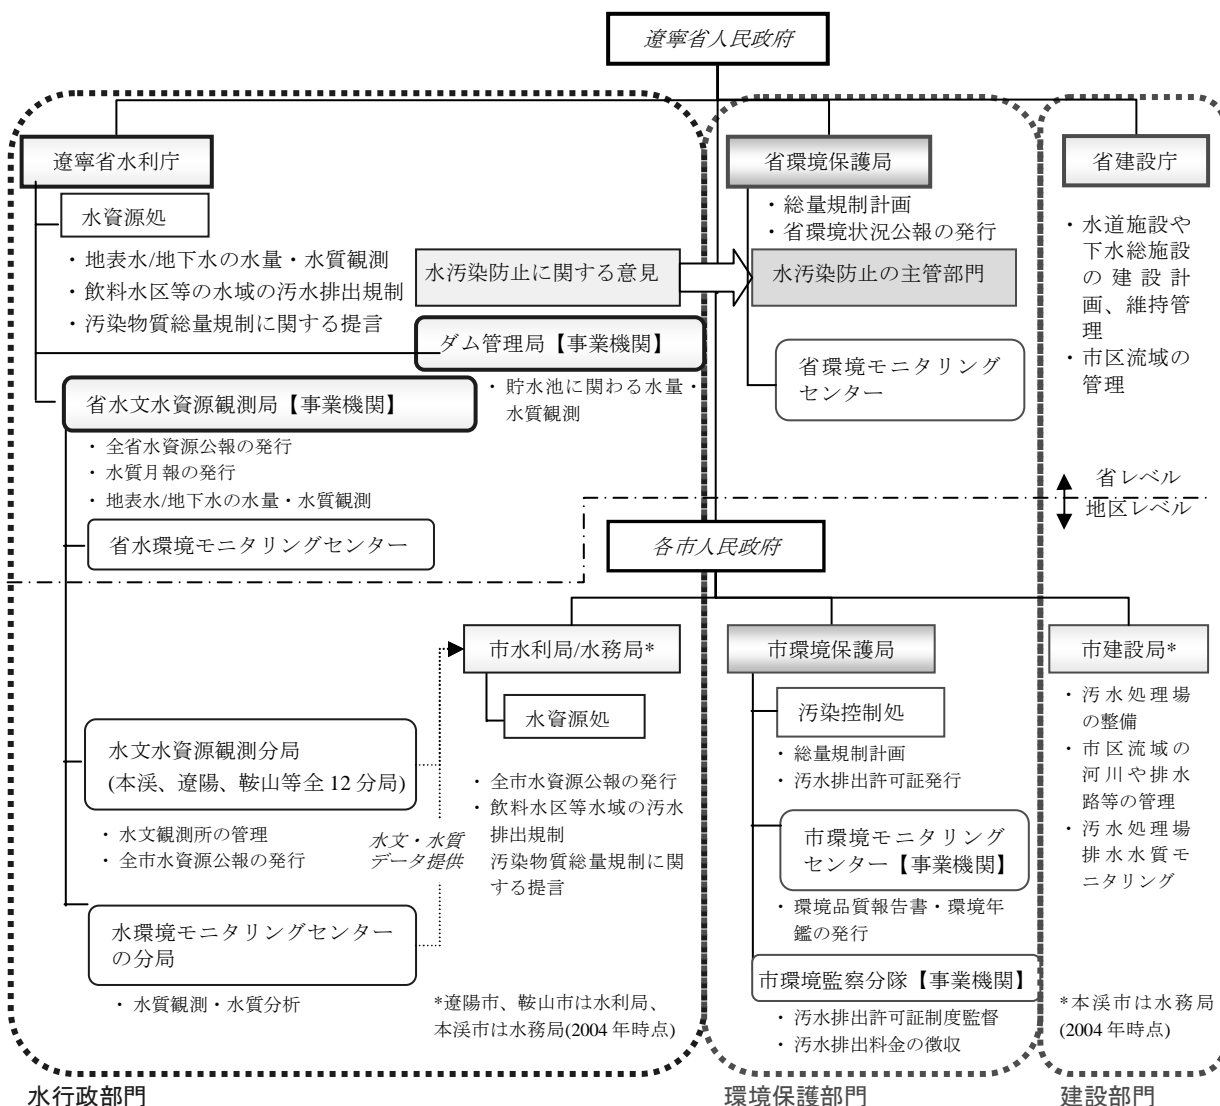 遼寧省人民政府
遼寧省水利庁
水資源処
・地表水/地下水の水量・水質観測
・飲料水区等の水域の汚水排出規制
・汚染物質総量規制に関する提言
水汚染防止に関する意見
ダム管理局【事業機関】
・貯水池に関わる水量・
水質観測
省水文水資源観測局【事業機関】
・全省水資源公報の発行
・水質月報の発行
・地表水/地下水の水量・水質観測
省水環境モニタリングセンター
省環境保護局
・総量規制計画
・省環境状況公報の発行
水汚染防止の主管部門
省環境モニタリング
センター
省建設庁
・水道施設や
下水総施設
の建設計
画、維持管
理
・市区流域の
管理
省レベル
地区レベル
各市人民政府
市水利局/水務局*
水資源処
・全市水資源公報の発行
・飲料水区等水域の汚水
排出規制
汚染物質総量規制に関
する提言
水文水資源観測分局
(本渓、遼陽、鞍山等全12分局)
・水文観測所の管理
・全市水資源公報の発行
水文・水質
データ提供
水環境モニタリングセンター
の分局
・水質観測・水質分析
*遼陽市、鞍山市は水利局、
本渓市は水務局(2004年時点)
市環境保護局
汚染控制処
・総量規制計画
・汚水排出許可証発行
市環境モニタリング
センター【事業機関】
・環境品質報告書・環境年
鑑の発行
市環境監察分隊【事業機関】
・汚水排出許可証制度監督
・汚水排出料金の徴収
市建設局*
・汚水処理場
の整備
・市区流域の
河川や排水
路等の管理
・汚水処理場
排水水質モ
ニタリング
*本渓市は水務局
(2004年時点)
水行政部門
環境保護部門
建設部門